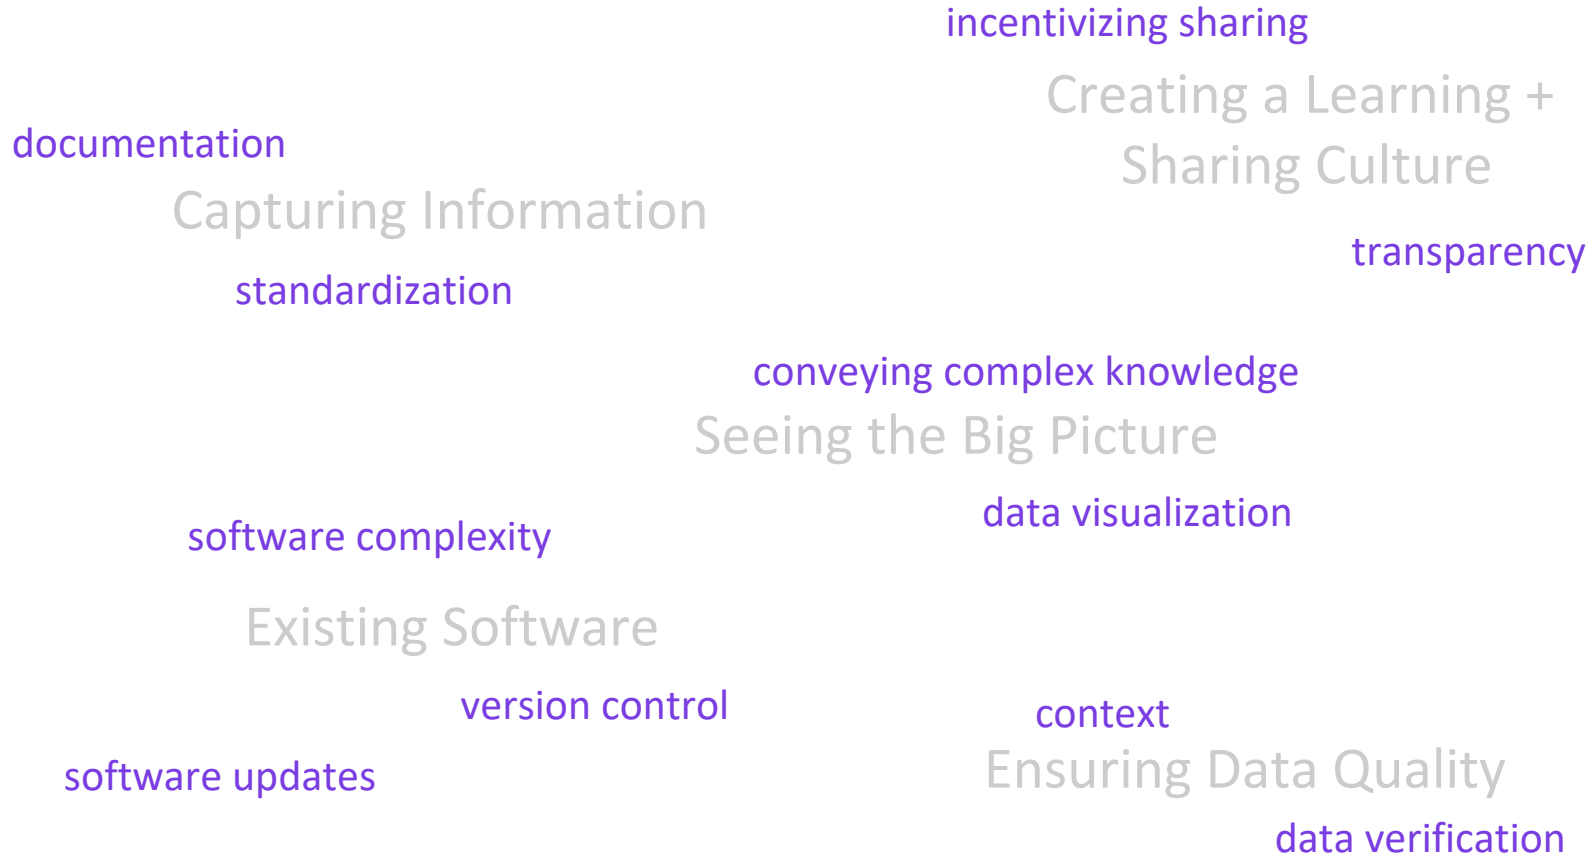 incentivizing sharing
Creating a Learning +
Sharing Culture
transparency
documentation
Capturing Information
standardization
conveying complex knowledge
Seeing the Big Picture
data visualization
software complexity
Existing Software
version control
software updates
context
Ensuring Data Quality
data verification